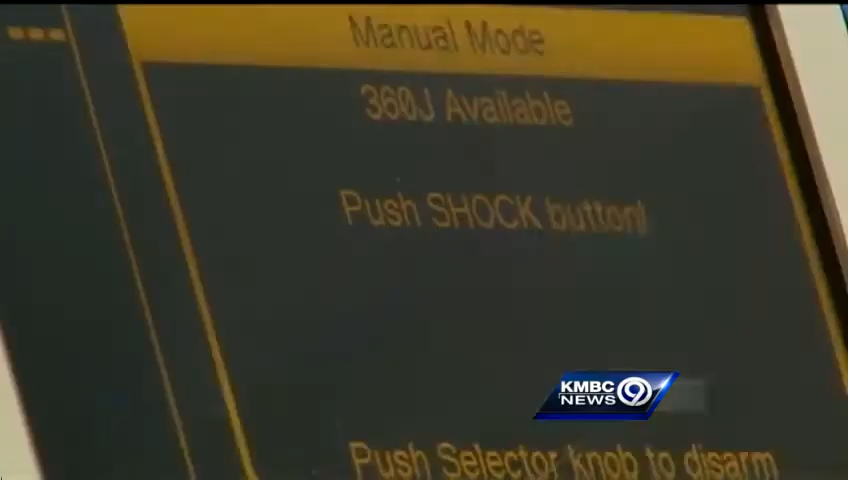 Manual Mode
360J Available
Push SHOCK button!
KMBC 9
NEWS
Push Selector knob to disarm